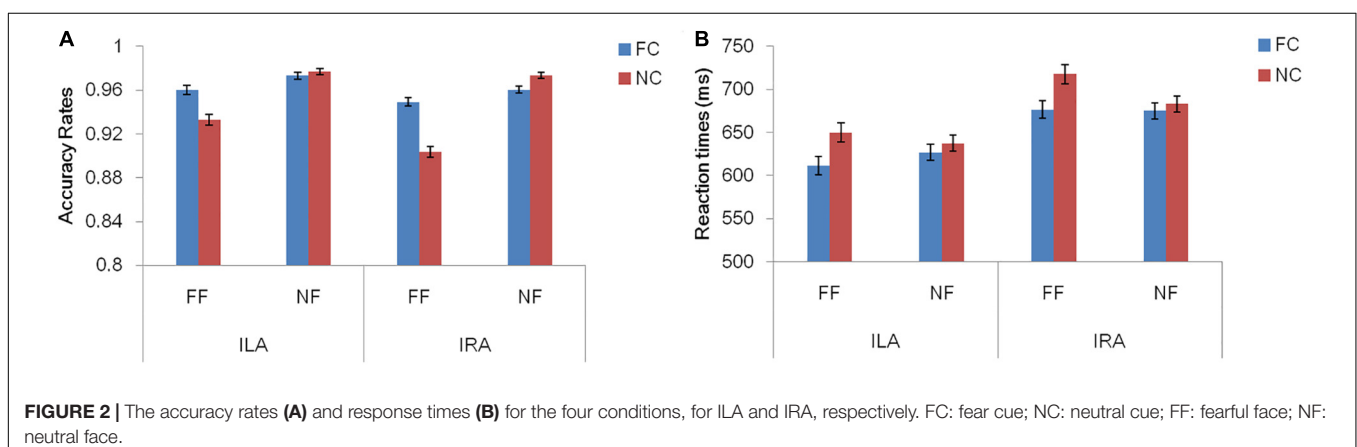 A
1
0.96
0.92
0.88
0.84
0.8
Accuracy Rates
FC
NC
FF NF FF NF
ILA IRA
B
750
700
650
600
550
500
Reaction times (ms)
FC
NC
FF NF FF NF
ILA IRA
FIGURE 2 | The accuracy rates (A) and response times (B) for the four conditions, for ILA and IRA, respectively. FC: fear cue; NC: neutral cue; FF: fearful face; NF:
neutral face.